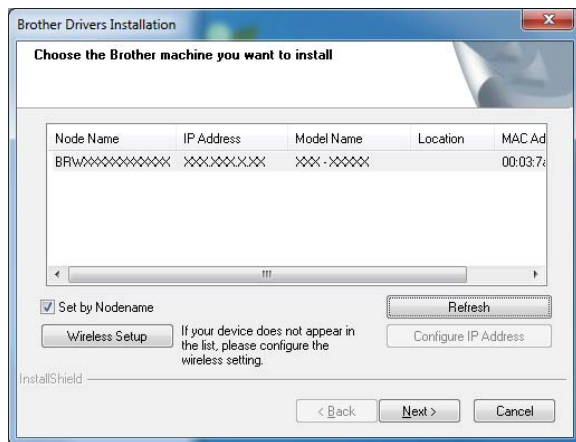 Brother Drivers Installation
Choose the Brother machine you want to install
Node Name IP Address Model Name Location MAC Ad
BRWXXXXXXXXXXXX XXX.XXX.X.XX XXX-XXXXX 00:03:7a
Set by Nodename
Refresh
Wireless Setup
If your device does not appear in
the list, please configure the
wireless setting.
Configure IP Address
InstallShield
< Back
Next >
Cancel